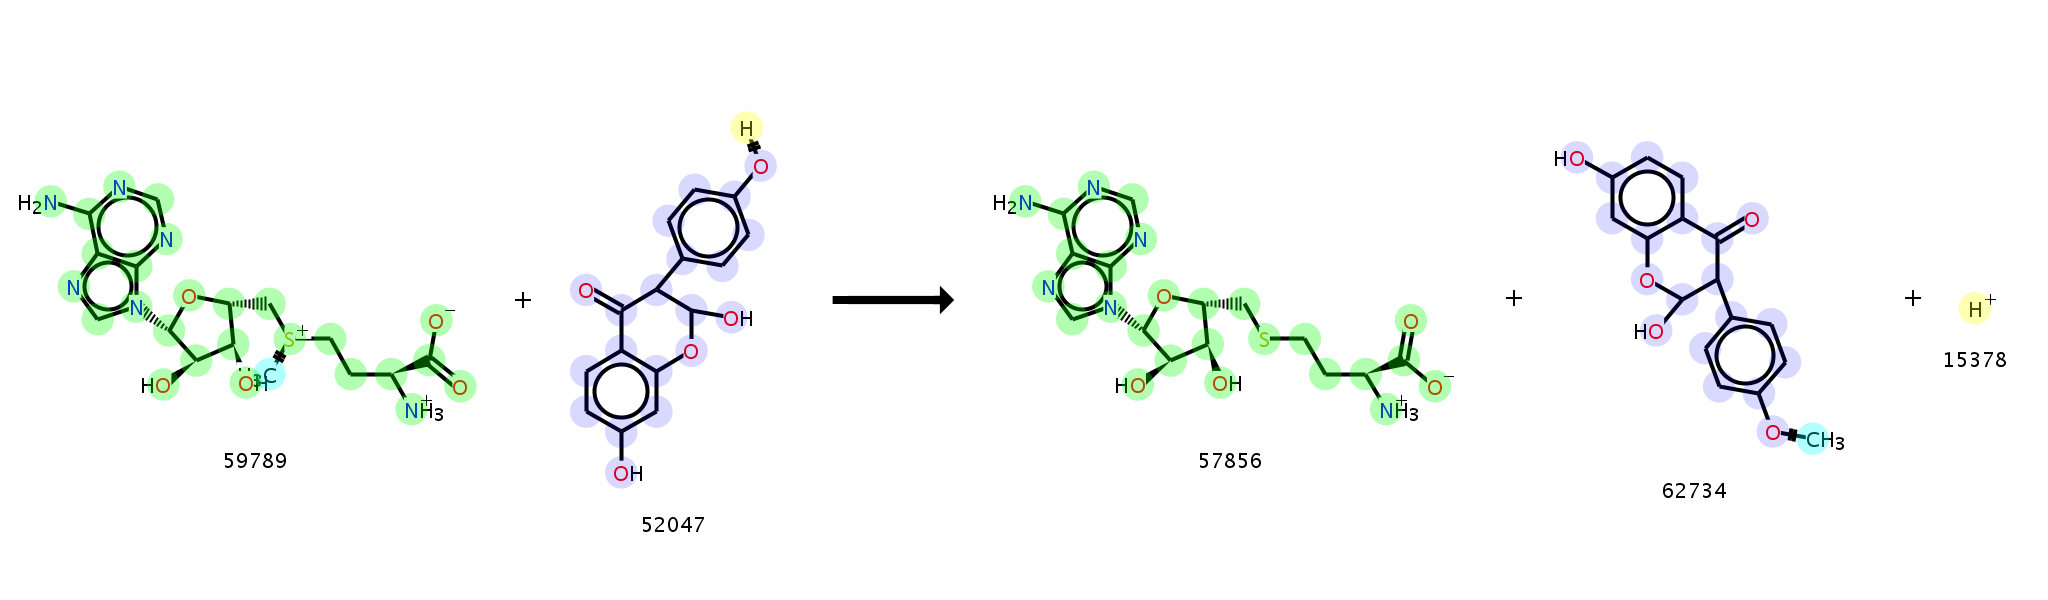 H₂N N N N N O S⁺ HO OH H₃C NH₃⁺ O⁻ O
59789
+
H O O OH O OH
52047
H₂N N N N N O S HO OH NH₃⁺ O O⁻
57856
+
HO O O HO O CH₃
62734
+
H⁺
15378